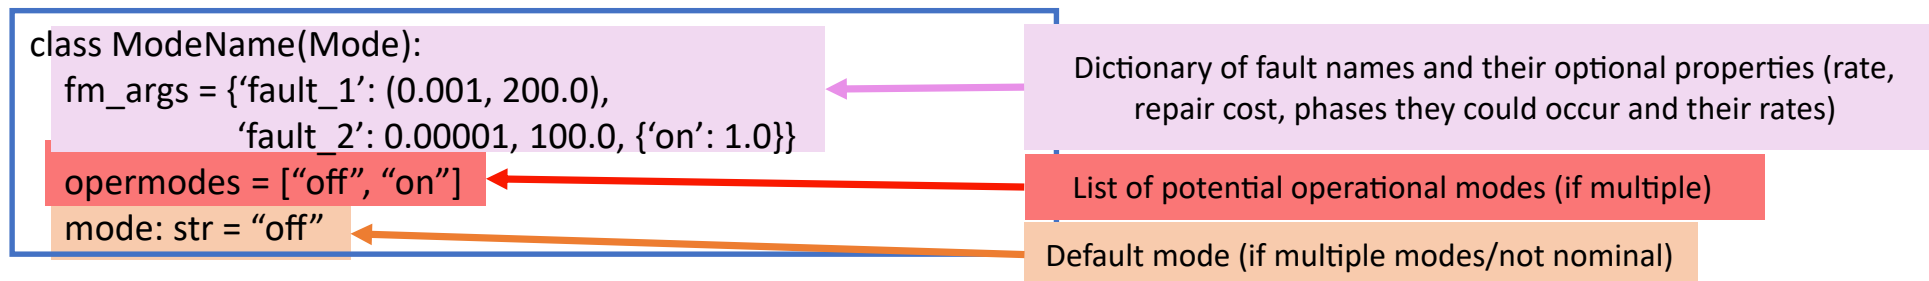 class ModeName(Mode):
fm_args = {‘fault_1’: (0.001, 200.0),
‘fault_2’: 0.00001, 100.0, {‘on’: 1.0}}
opermodes = [“off”, “on”]
mode: str = “off”
Dictionary of fault names and their optional properties (rate,
repair cost, phases they could occur and their rates)
List of potential operational modes (if multiple)
Default mode (if multiple modes/not nominal)